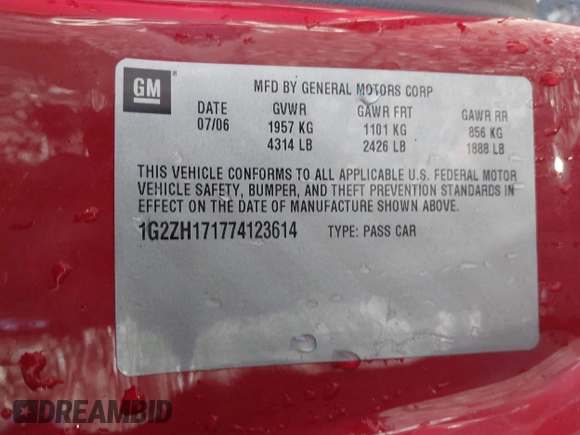 GM
MFD BY GENERAL MOTORS CORP
DATE GVWR GAWR FRT GAWR RR
07/06 1957 KG 1101 KG 856 KG
4314 LB 2426 LB 1888 LB
THIS VEHICLE CONFORMS TO ALL APPLICABLE U.S. FEDERAL MOTOR
VEHICLE SAFETY, BUMPER, AND THEFT PREVENTION STANDARDS IN
EFFECT ON THE DATE OF MANUFACTURE SHOWN ABOVE.
1G2ZH171774123614 TYPE: PASS CAR
DREAMBID